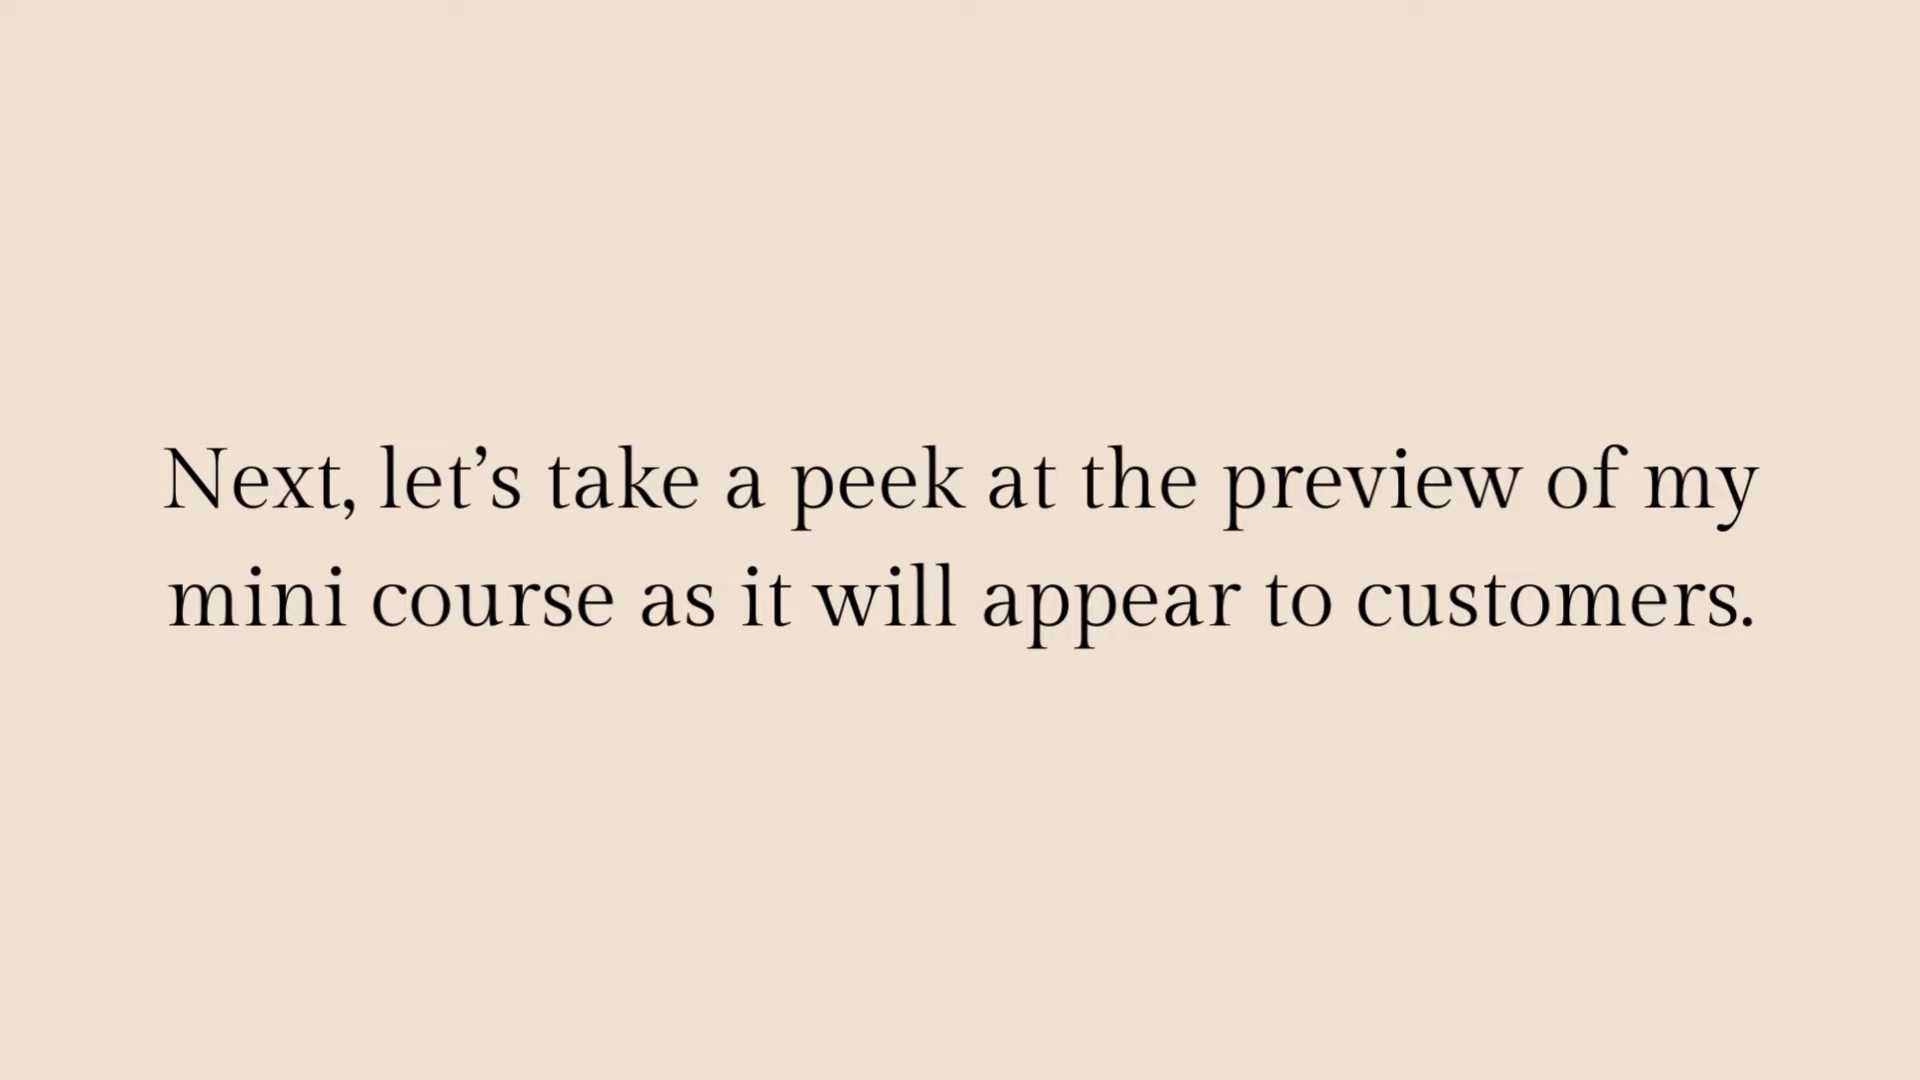 Next, let’s take a peek at the preview of my
mini course as it will appear to customers.